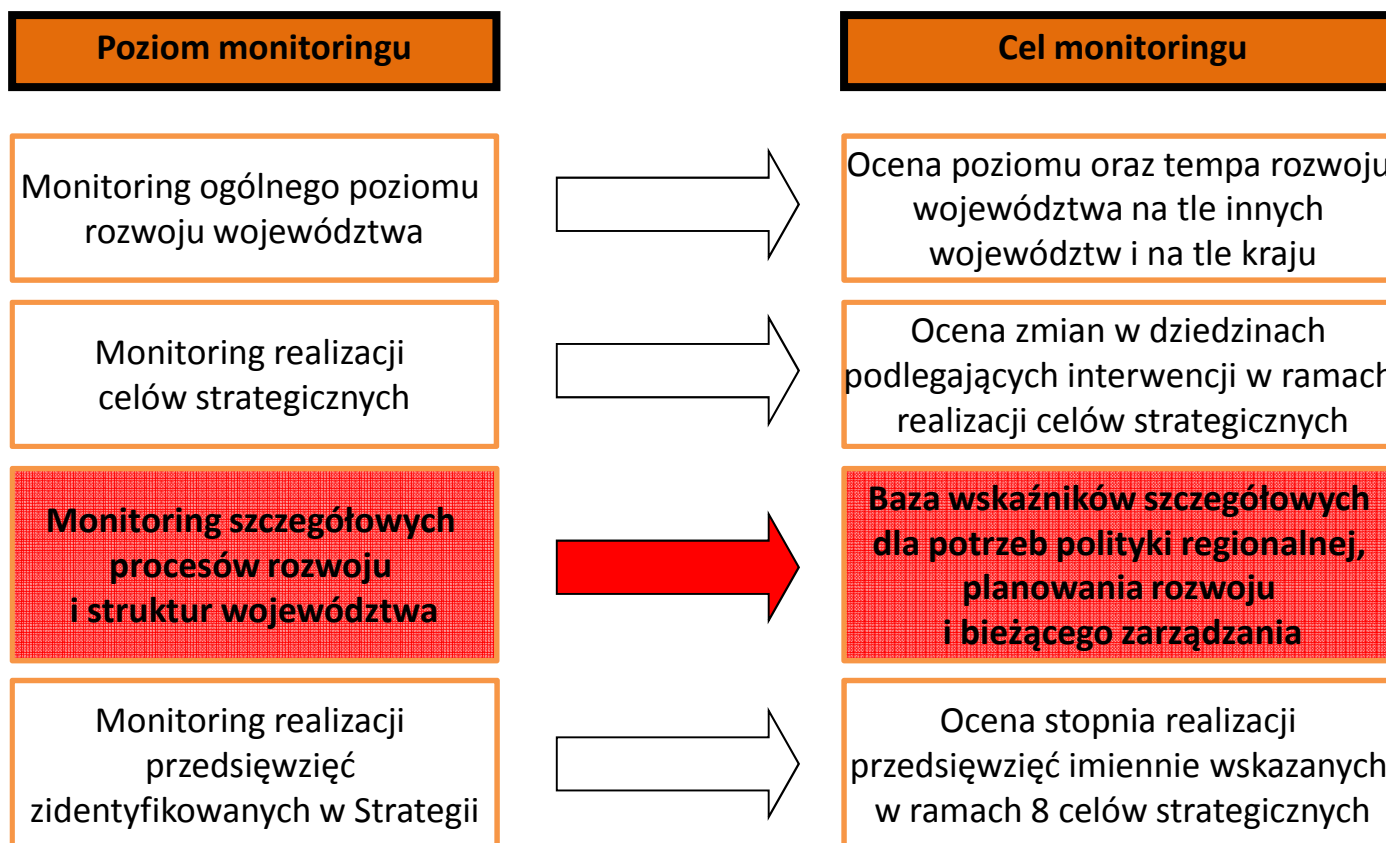 Poziom monitoringu
Cel monitoringu
Monitoring ogólnego poziomu
rozwoju województwa
Ocena poziomu oraz tempa rozwoju
województwa na tle innych
województw i na tle kraju
Monitoring realizacji
celów strategicznych
Ocena zmian w dziedzinach
podlegających interwencji w ramach
realizacji celów strategicznych
Monitoring szczegółowych
procesów rozwoju
i struktur województwa
Baza wskaźników szczegółowych
dla potrzeb polityki regionalnej,
planowania rozwoju
i bieżącego zarządzania
Monitoring realizacji
przedsięwzięć
zidentyfikowanych w Strategii
Ocena stopnia realizacji
przedsięwzięć imiennie wskazanych
w ramach 8 celów strategicznych